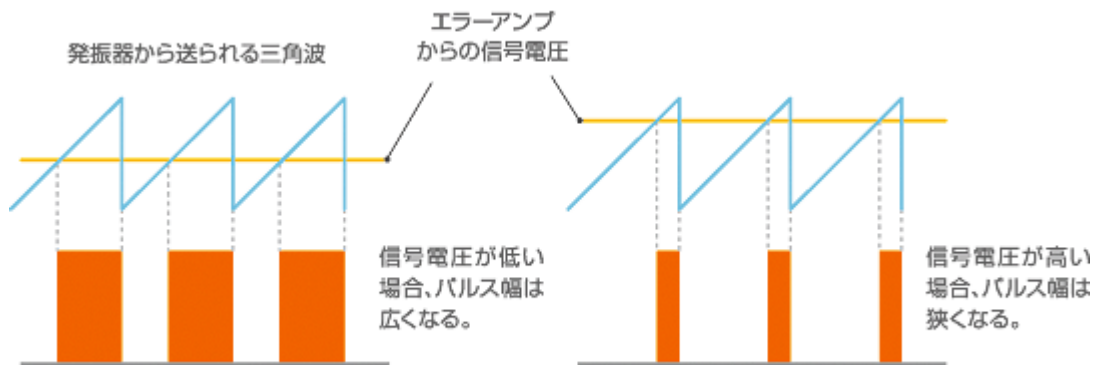 発振器から送られる三角波
エラーアンプ
からの信号電圧
信号電圧が低い
場合、パルス幅は
広くなる。
信号電圧が高い
場合、パルス幅は
狭くなる。